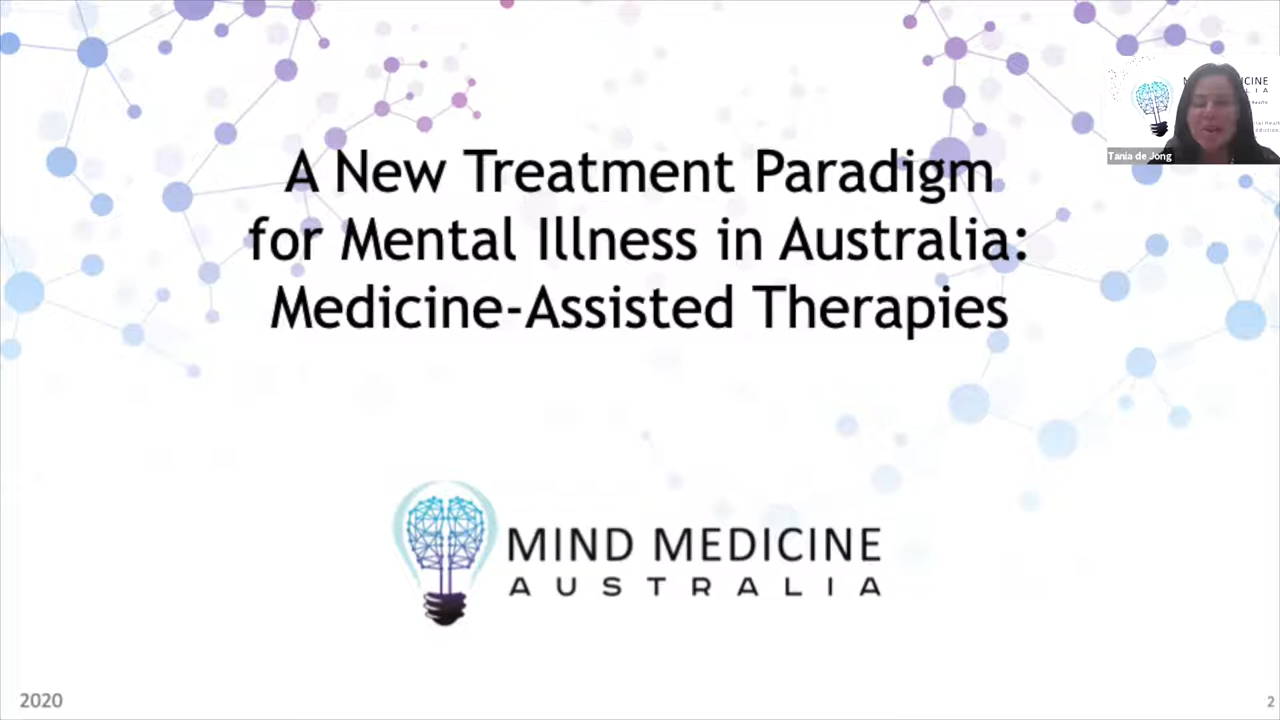 A New Treatment Paradigm
for Mental Illness in Australia:
Medicine-Assisted Therapies
MIND MEDICINE
AUSTRALIA
Tania de Jong
2020
2